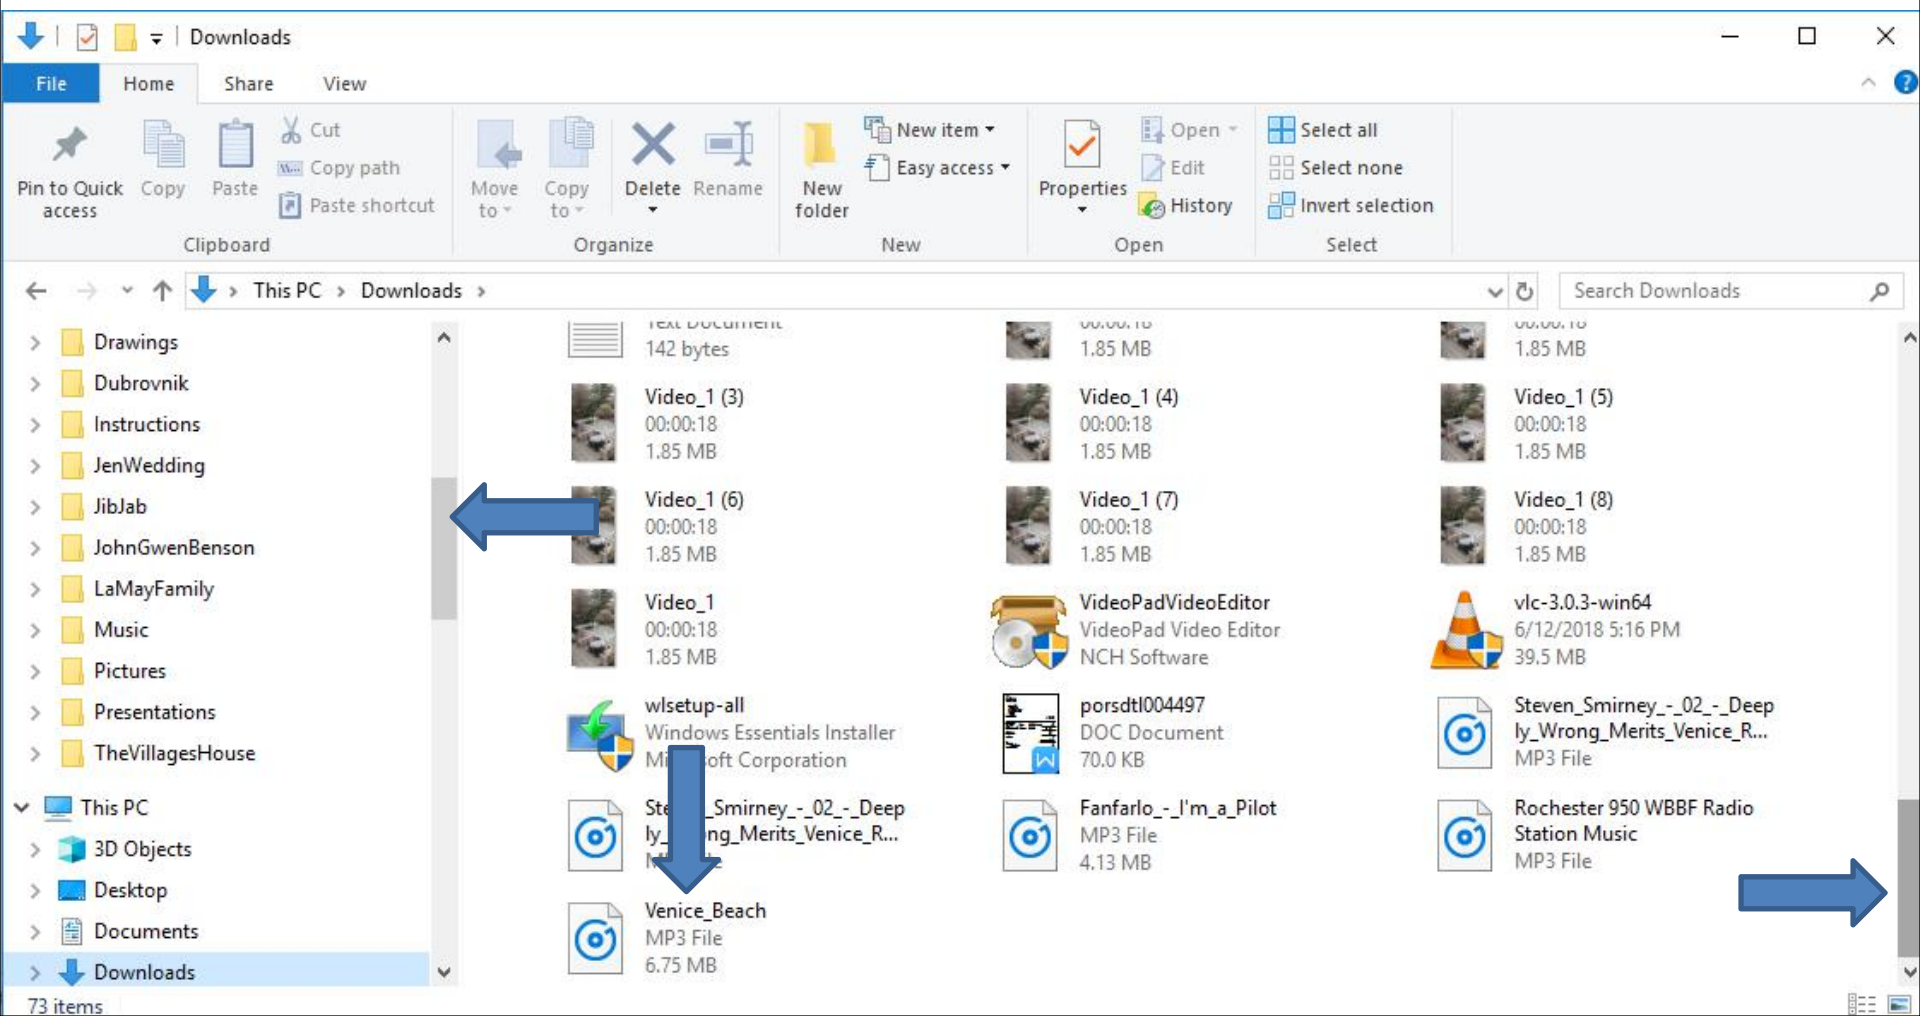 Downloads
File Home Share View
Pin to Quick access
Copy
Paste
Cut
Copy path
Paste shortcut
Clipboard
Move to
Copy to
Delete
Rename
Organize
New folder
New item
Easy access
New
Properties
Open
Edit
History
Open
Select all
Select none
Invert selection
Select
This PC > Downloads >
Search Downloads
Drawings
Dubrovnik
Instructions
JenWedding
JibJab
JohnGwenBenson
LaMayFamily
Music
Pictures
Presentations
TheVillagesHouse
This PC
3D Objects
Desktop
Documents
Downloads
Text Document
142 bytes
1.85 MB
1.85 MB
Video_1 (3)
00:00:18
1.85 MB
Video_1 (4)
00:00:18
1.85 MB
Video_1 (5)
00:00:18
1.85 MB
Video_1 (6)
00:00:18
1.85 MB
Video_1 (7)
00:00:18
1.85 MB
Video_1 (8)
00:00:18
1.85 MB
Video_1
00:00:18
1.85 MB
VideoPadVideoEditor
VideoPad Video Editor
NCH Software
vlc-3.0.3-win64
6/12/2018 5:16 PM
39.5 MB
wlsetup-all
Windows Essentials Installer
Corporation
porsdtl004497
DOC Document
70.0 KB
Steven_Smirney_-_02_-_Deep
ly_Wrong_Merits_Venice_R...
MP3 File
Smirney_-_02_-_Deep
ng_Merits_Venice_R...
Fanfarlo_-_I'm_a_Pilot
MP3 File
4.13 MB
Rochester 950 WBBF Radio
Station Music
MP3 File
Venice_Beach
MP3 File
6.75 MB
73 items